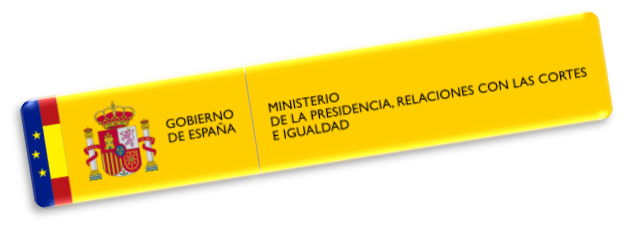 GOBIERNO
DE ESPAÑA
MINISTERIO
DE LA PRESIDENCIA, RELACIONES CON LAS CORTES
E IGUALDAD